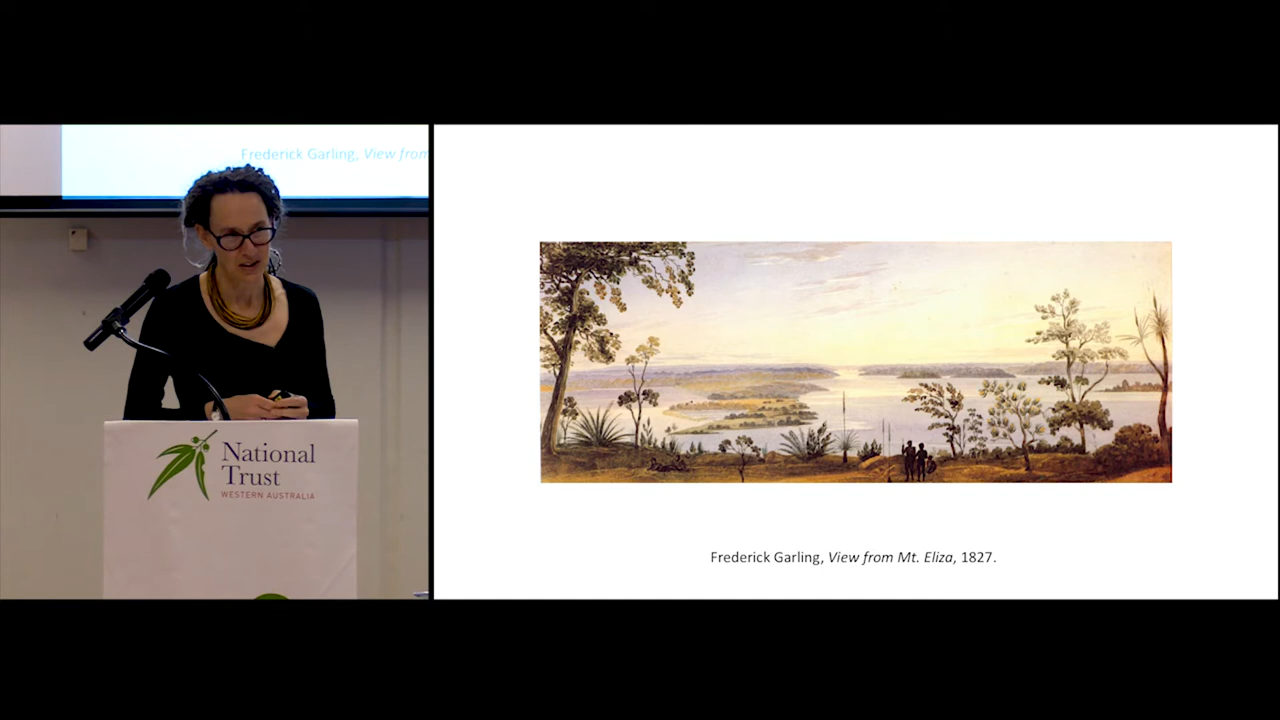 Frederick Garling, View from
National
Trust
WESTERN AUSTRALIA
Frederick Garling, View from Mt. Eliza, 1827.